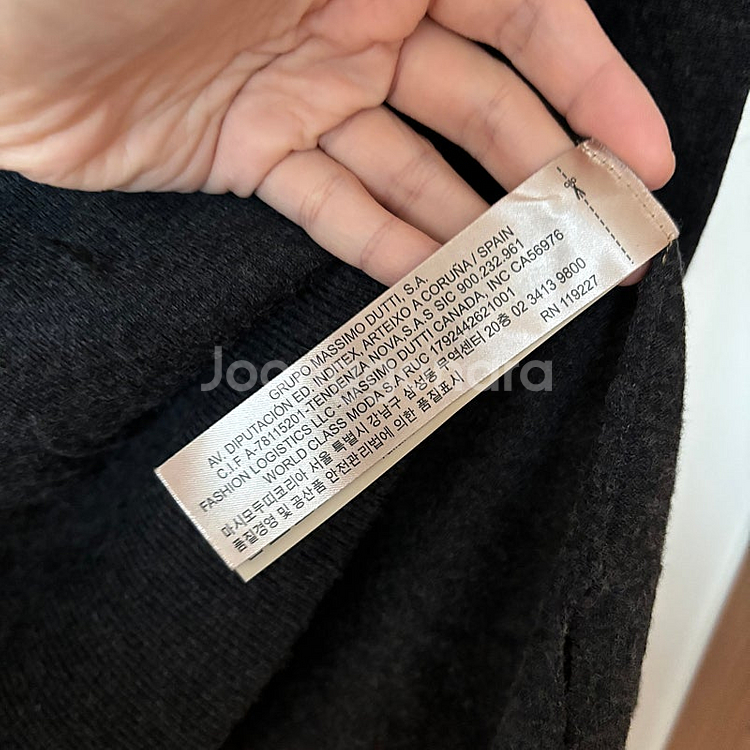 GRUPO MASSIMO DUTTI, S.A
AV. DIPUTACIÓN ED. INDITEX, ARTEIXO A CORUÑA / SPAIN
C.I.F A-78115201-TENDENZA NOVA S.A.S SIC 900.232.961
FASHION LOGISTICS LLC. MASSIMO DUTTI CANADA, INC CA56976
WORLD CLASS MODA S.A RUC 1792442621001
마시모두띠코리아 서울 특별시 강남구 삼성동 무역센터 20층 02 3413 9800
품질경영 및 공산품 안전관리법에 의한 품질표시
RN 119227